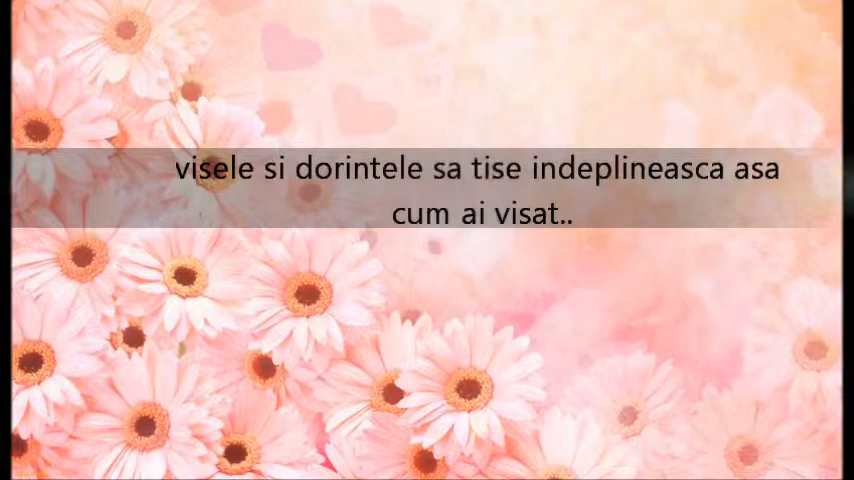 visele si dorintele sa tise indeplineasca asa
cum ai visat..